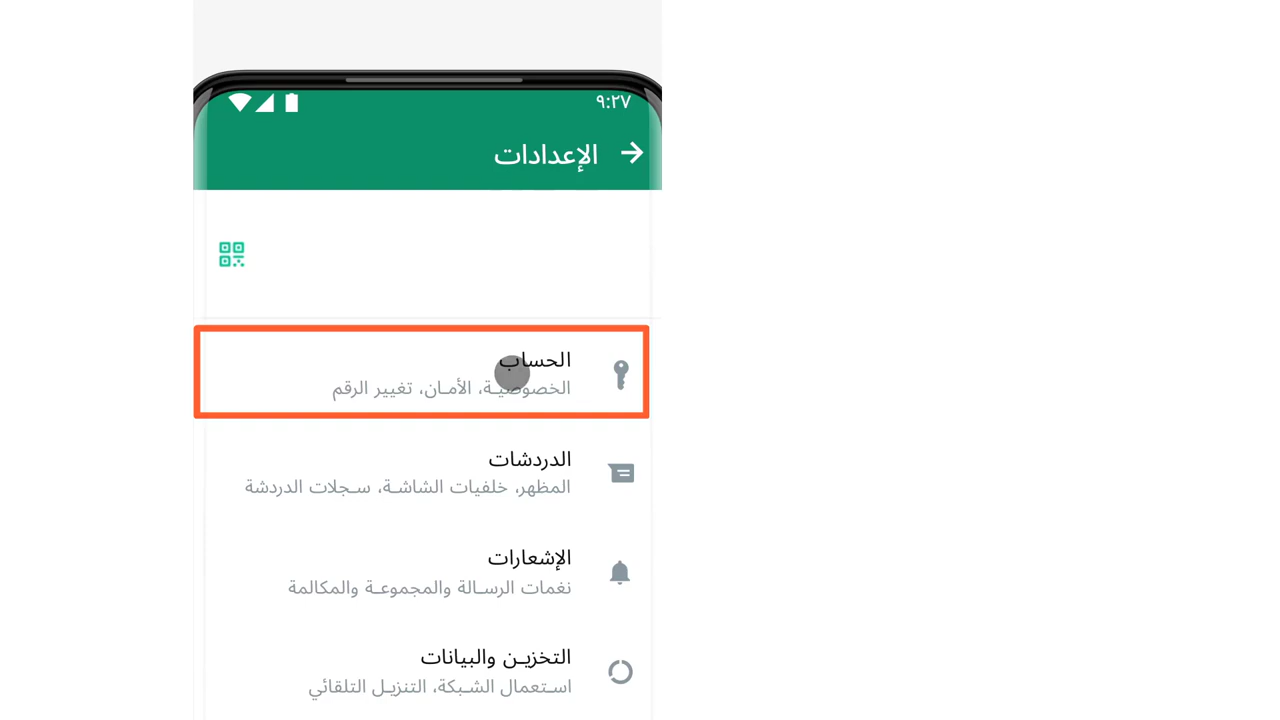 ٩:٢٧
الإعدادات
الحساب
الخصوصية، الأمان، تغيير الرقم
الدردشات
المظهر، خلفيات الشاشة، سجلات الدردشة
الإشعارات
نغمات الرسالة والمجموعة والمكالمة
التخزين والبيانات
استعمال الشبكة، التنزيل التلقائي